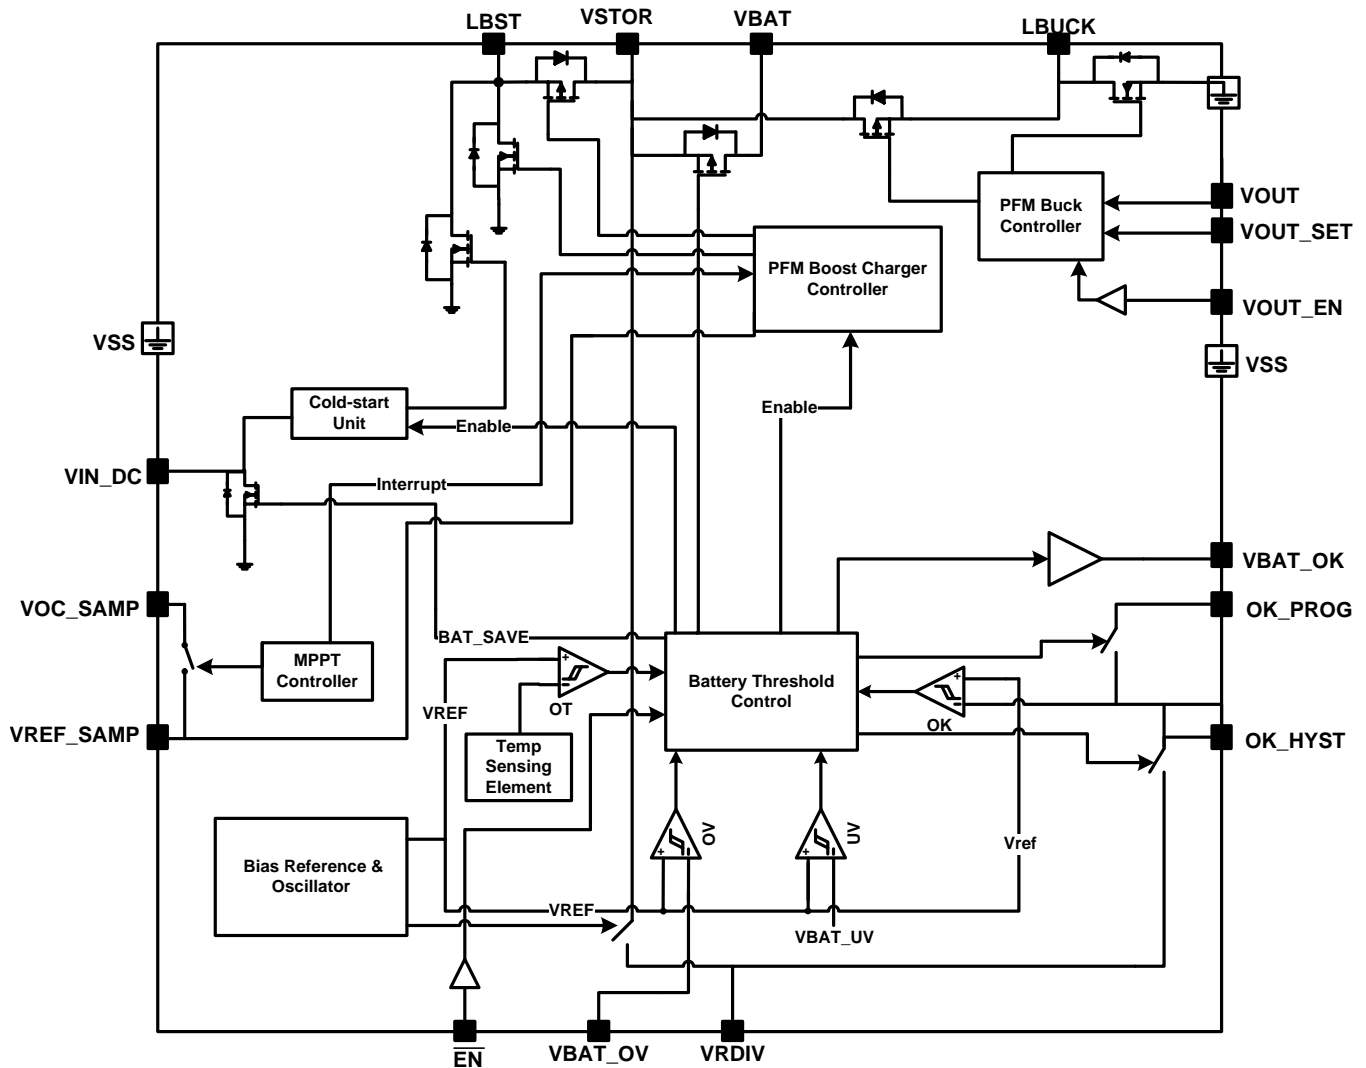 LBST
VSTOR
VBAT
LBUCK
VOUT
PFM Buck
Controller
VOUT_SET
PFM Boost Charger
Controller
VOUT_EN
VSS
VSS
Cold-start
Unit
Enable
Enable
VIN_DC
Interrupt
VBAT_OK
VOC_SAMP
OK_PROG
BAT_SAVE
MPPT
Controller
+
–
OT
Battery Threshold
Control
+
–
OK
VREF
VREF_SAMP
OK_HYST
Temp
Sensing
Element
OV
+
–
UV
+
–
Vref
Bias Reference &
Oscillator
VREF
VBAT_UV
EN
VBAT_OV
VRDIV